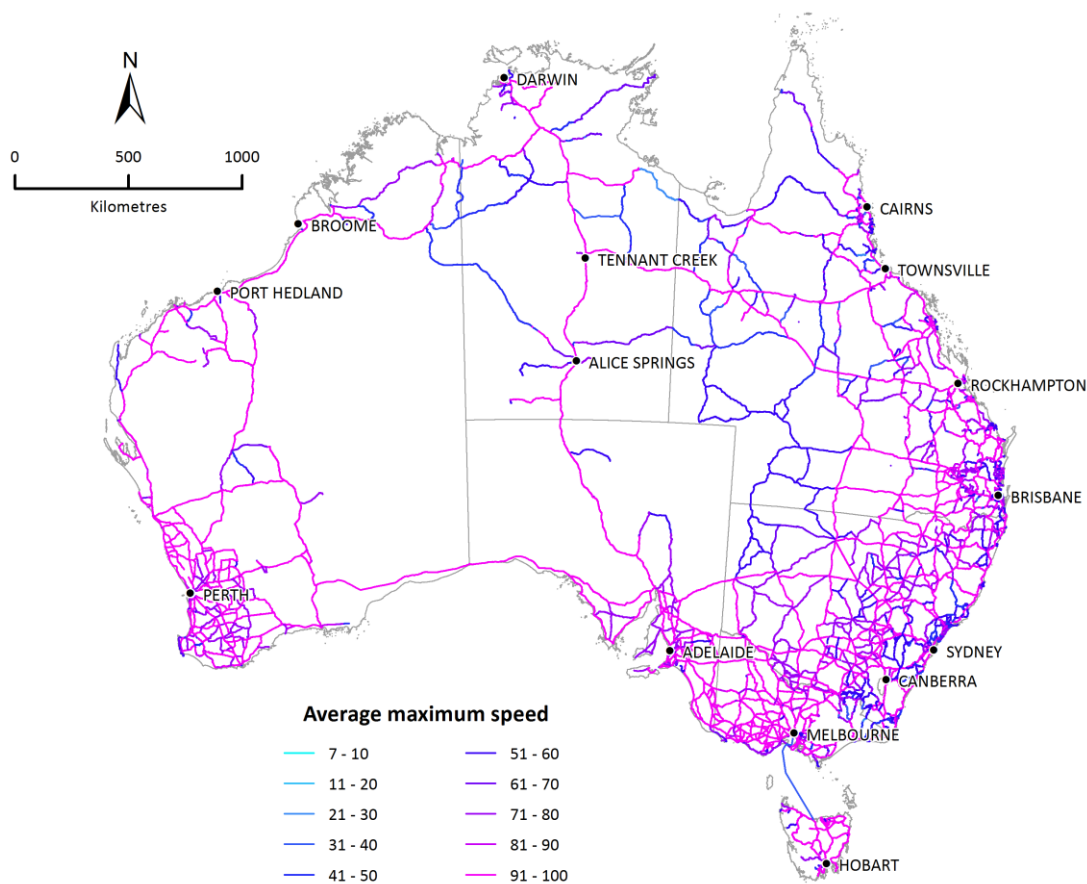 N
0 500 1000
Kilometres
DARWIN
CAIRNS
BROOME
TENNANT CREEK
TOWNSVILLE
PORT HEDLAND
ALICE SPRINGS
ROCKHAMPTON
BRISBANE
PERTH
ADELAIDE
SYDNEY
CANBERRA
MELBOURNE
HOBART
Average maximum speed
7 - 10
11 - 20
21 - 30
31 - 40
41 - 50
51 - 60
61 - 70
71 - 80
81 - 90
91 - 100